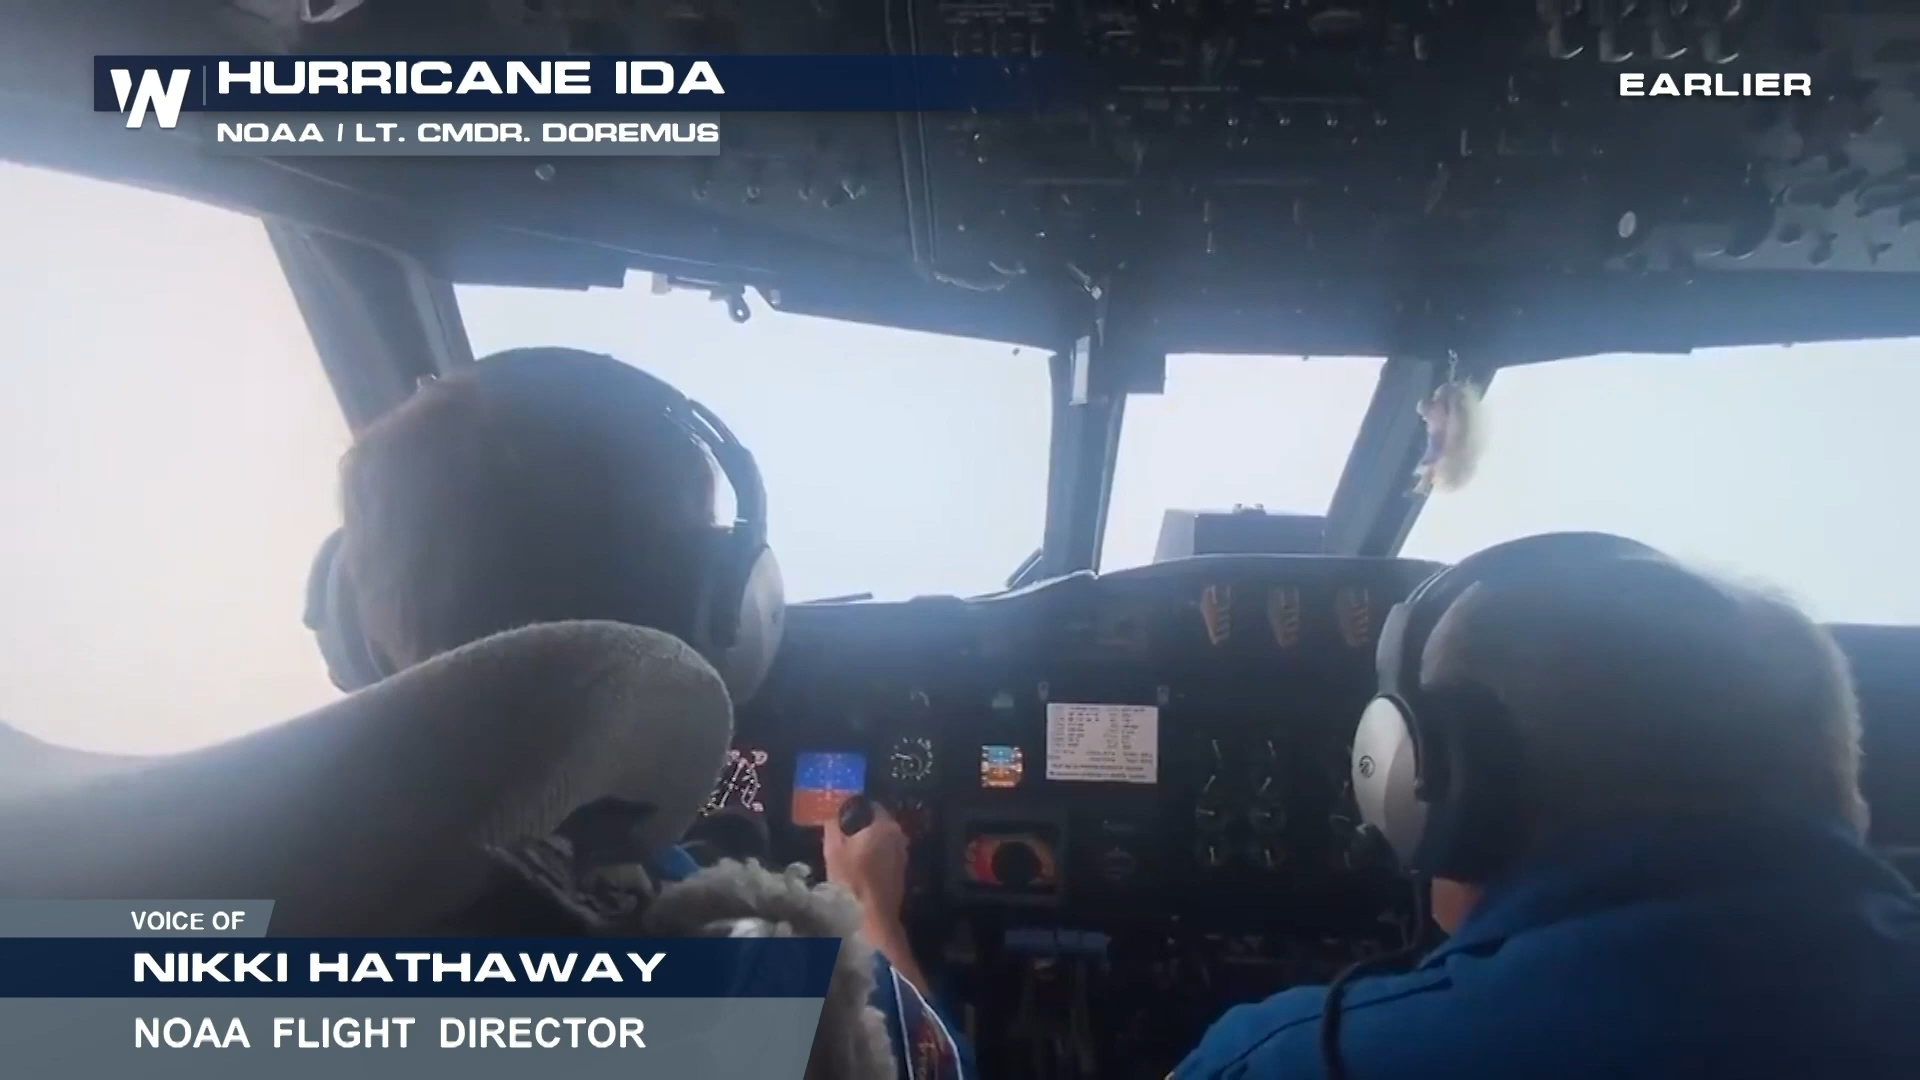 W HURRICANE IDA
NOAA / LT. CMDR. DOREMUS
EARLIER
VOICE OF
NIKKI HATHAWAY
NOAA FLIGHT DIRECTOR